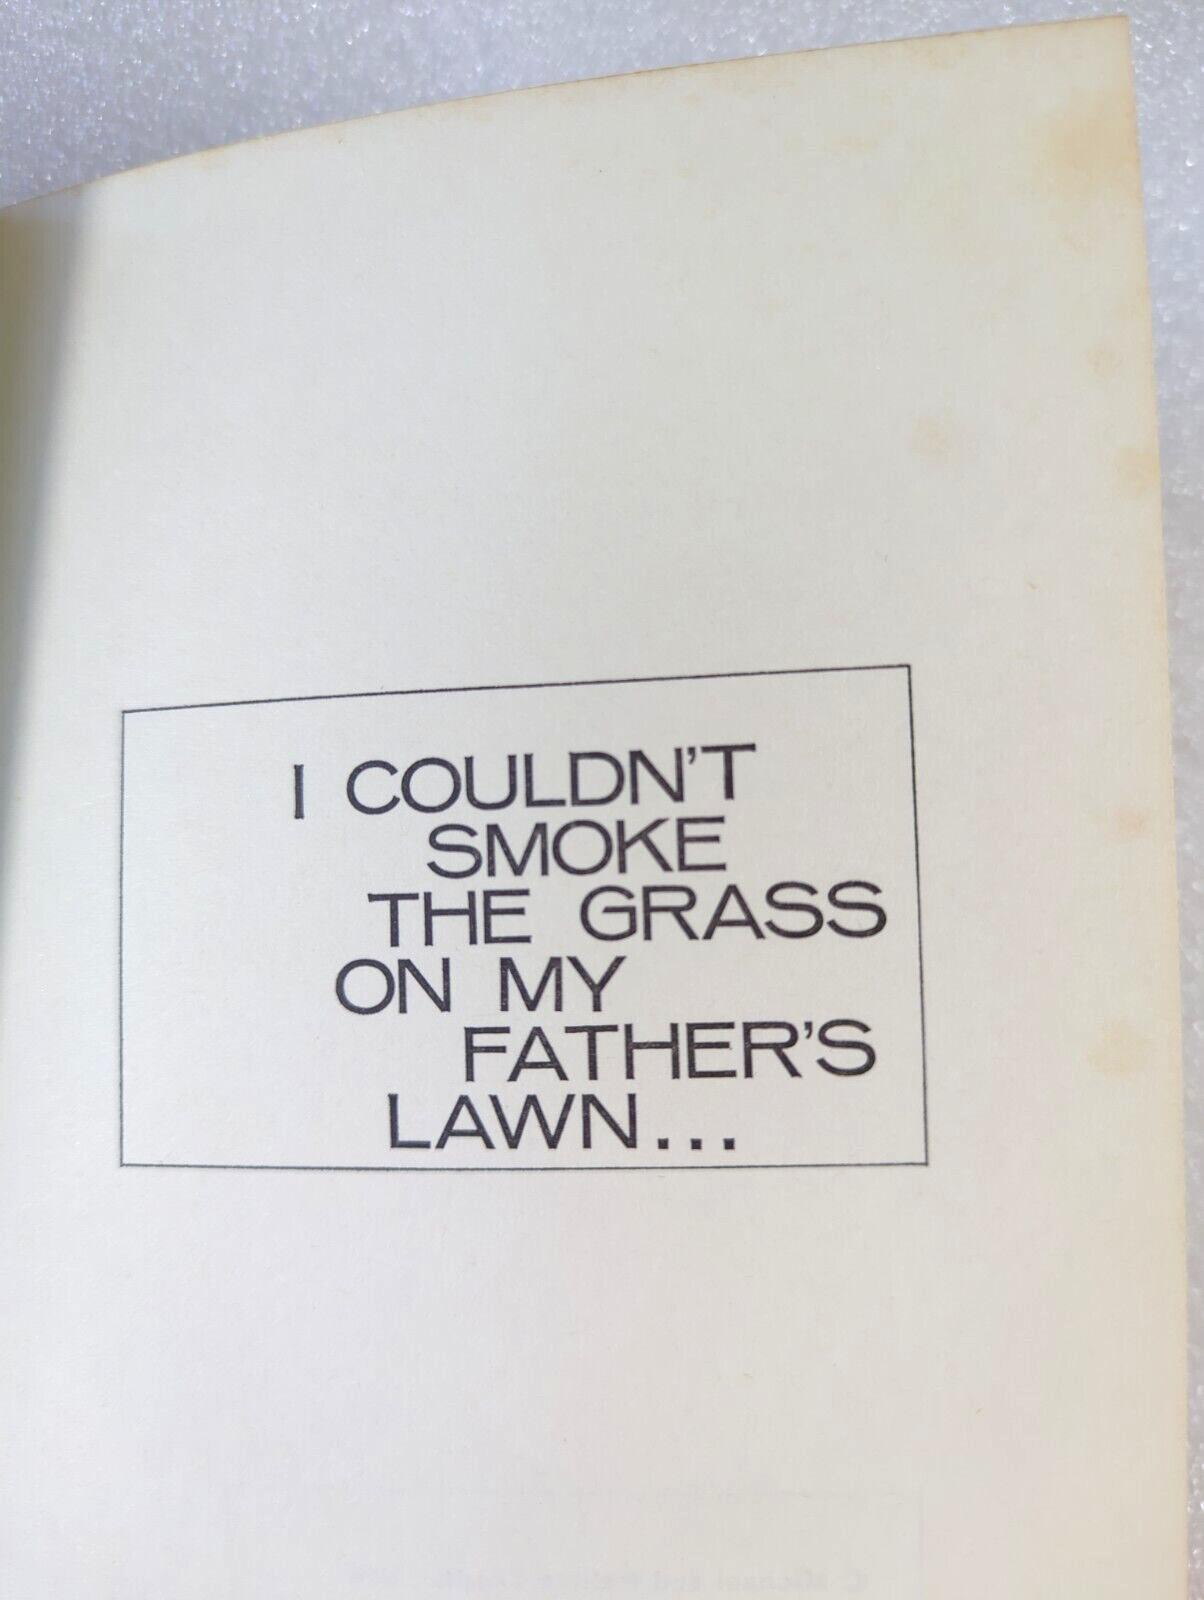 I COULDN'T
SMOKE
THE GRASS
ON MY
FATHER'S
LAWN...